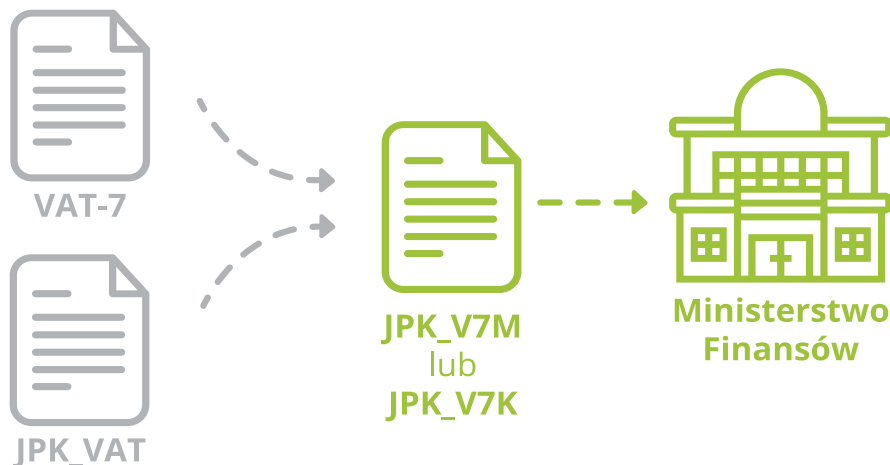 VAT-7
JPK_VAT
JPK_V7M
lub
JPK_V7K
Ministerstwo
Finansów